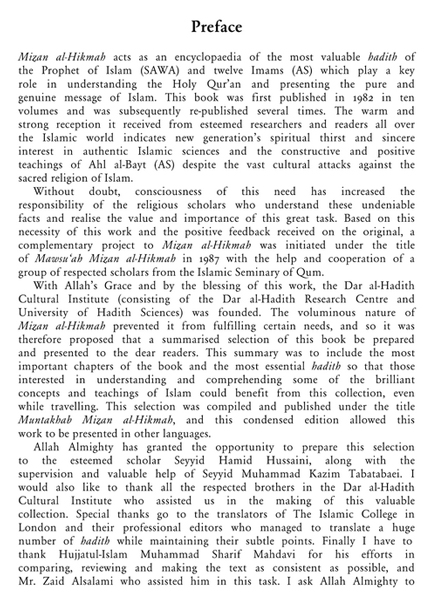 Preface
Mizan al-Hikmah acts as an encyclopaedia of the most valuable hadith of
the Prophet of Islam (SAWA) and twelve Imams (AS) which play a key
role in understanding the Holy Qur'an and presenting the pure and
genuine message of Islam. This book was first published in 1982 in ten
volumes and was subsequently re-published several times. The warm and
strong reception it received from esteemed researchers and readers all over
the Islamic world indicates new generation's spiritual thirst and sincere
interest in authentic Islamic sciences and the constructive and positive
teachings of Ahl al-Bayt (AS) despite the vast cultural attacks against the
sacred religion of Islam.
Without doubt, consciousness of this need has increased the
responsibility of the religious scholars who understand these undeniable
facts and realise the value and importance of this great task. Based on this
necessity of this work and the positive feedback received on the original, a
complementary project to Mizan al-Hikmah was initiated under the title
of Mawsu'ah Mizan al-Hikmah in 1987 with the help and cooperation of a
group of respected scholars from the Islamic Seminary of Qum.
With Allah's Grace and by the blessing of this work, the Dar al-Hadith
Cultural Institute (consisting of the Dar al-Hadith Research Centre and
University of Hadith Sciences) was founded. The voluminous nature of
Mizan al-Hikmah prevented it from fulfilling certain needs, and so it was
therefore proposed that a summarised selection of this book be prepared
and presented to the dear readers. This summary was to include the most
important chapters of the book and the most essential hadith so that those
interested in understanding and comprehending some of the brilliant
concepts and teachings of Islam could benefit from this collection, even
while travelling. This selection was compiled and published under the title
Muntakhab Mizan al-Hikmah, and this condensed edition allowed this
work to be presented in other languages.
Allah Almighty has granted the opportunity to prepare this selection
to the esteemed scholar Seyyid Hamid Hussaini, along with the
supervision and valuable help of Seyyid Muhammad Kazim Tabatabaei. I
would also like to thank all the respected brothers in the Dar al-Hadith
Cultural Institute who assisted us in the making of this valuable
collection. Special thanks go to the translators of The Islamic College in
London and their professional editors who managed to translate a huge
number of hadith while maintaining their subtle points. Finally I have to
thank Hujjatul-Islam Muhammad Sharif Mahdavi for his efforts in
comparing, reviewing and making the text as consistent as possible, and
Mr. Zaid Alsalami who assisted him in this task. I ask Allah Almighty to